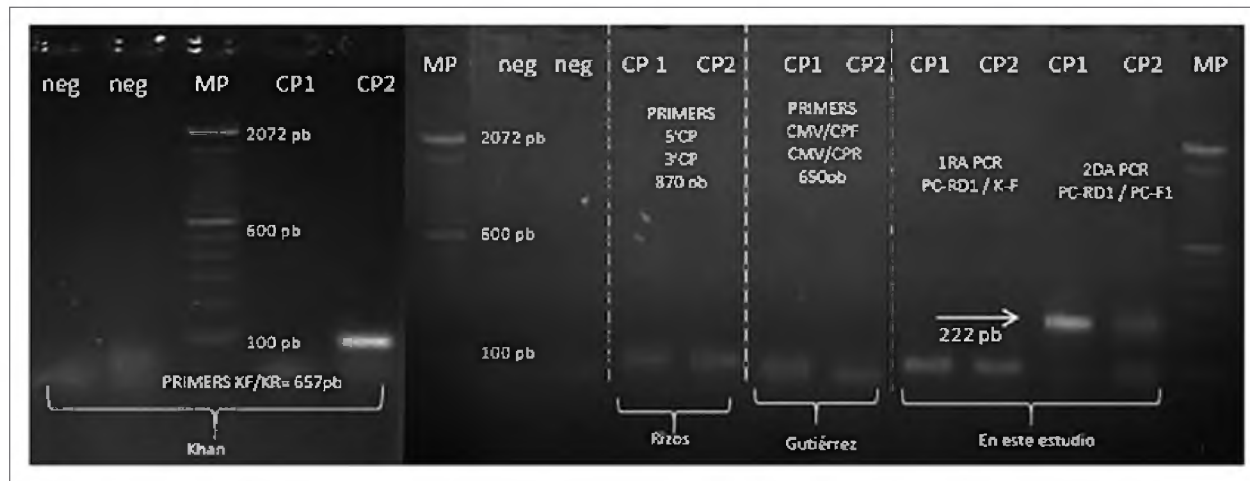 neg neg MP CP1 CP2
2072 pb
600 pb
100 pb
PRIMERS KF/KR= 657pb
Khan
MP neg neg CP 1 CP2 CP1 CP2 CP1 CP2 CP1 CP2 MP
2072 pb
600 pb
100 pb
PRIMERS
5'CP
3'CP
870 pb
Rizos
PRIMERS
CMV/CPF
CMV/CPR
650pb
Gutiérrez
1RA PCR
PC-RD1 / K-F
2DA PCR
PC-RD1 / PC-F1
222 pb
En este estudio